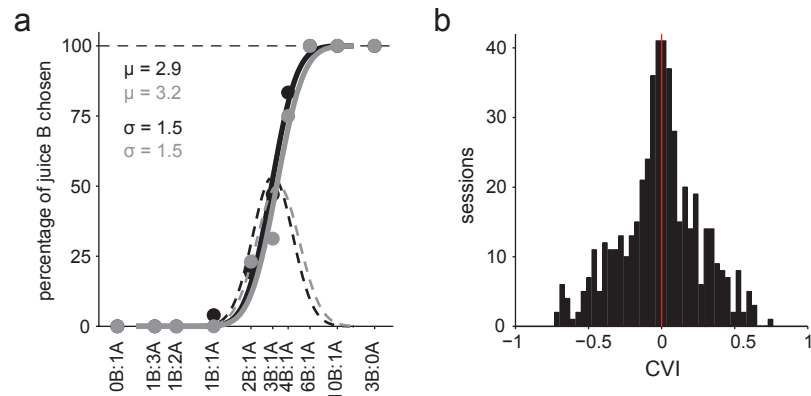 a
100
75
50
25
0
percentage of juice B chosen
μ = 2.9
μ = 3.2
σ = 1.5
σ = 1.5
0B:1A
1B:3A
1B:2A
1B:1A
2B:1A
3B:1A
4B:1A
6B:1A
10B:1A
3B:0A
b
40
30
20
10
0
sessions
−1
−0.5
0
0.5
1
CVI